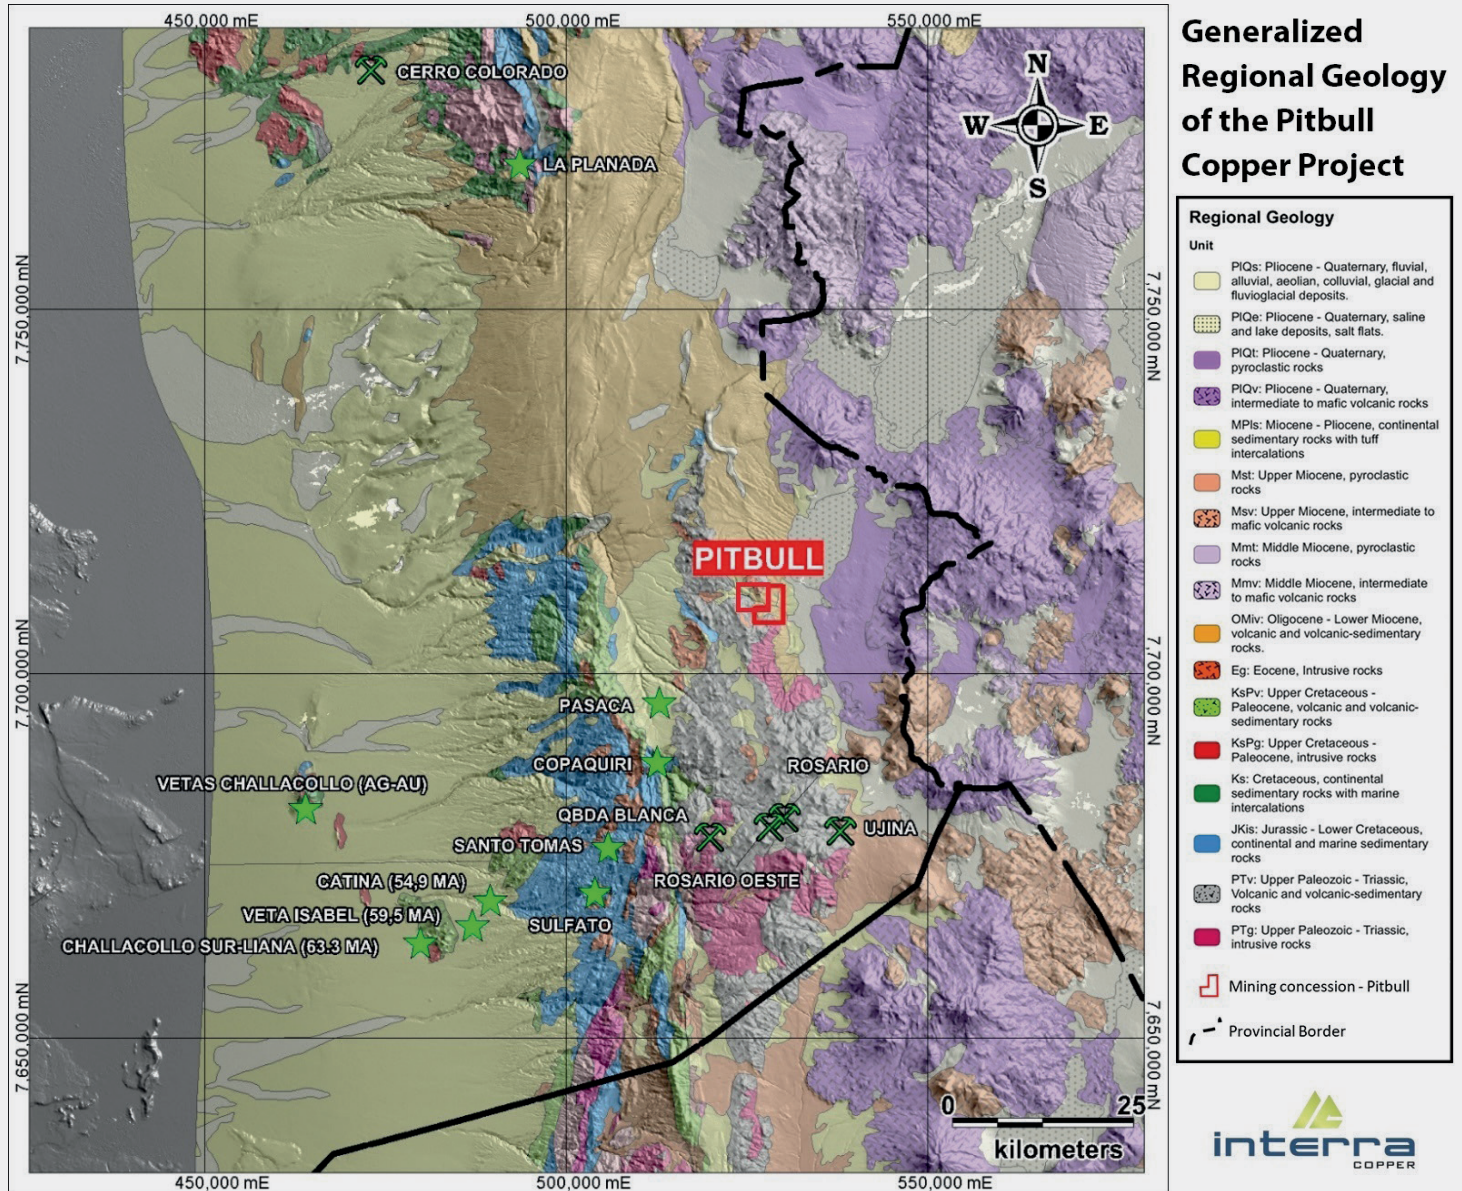 450,000 mE
500,000 mE
550,000 mE
Generalized
Regional Geology
of the Pitbull
Copper Project
N
W
E
S
CERRO COLORADO
LA PLANADA
7,750,000 mN
7,750,000 mN
PITBULL
7,700,000 mN
7,700,000 mN
PASACA
COPAQUIRI
ROSARIO
VETAS CHALLACOLLO (AG-AU)
QBDA BLANCA
UJINA
SANTO TOMAS
CATINA (54,9 MA)
ROSARIO OESTE
VETA ISABEL (59,5 MA)
SULFATO
CHALLACOLLO SUR-LIANA (63.3 MA)
7,650,000 mN
7,650,000 mN
0
25
kilometers
450,000 mE
500,000 mE
550,000 mE
Regional Geology
Unit
PlQs: Pliocene - Quaternary, fluvial,
alluvial, aeolian, colluvial, glacial and
fluvioglacial deposits.
PlQe: Pliocene - Quaternary, saline
and lake deposits, salt flats.
PlQt: Pliocene - Quaternary,
pyroclastic rocks
PlQv: Pliocene - Quaternary,
intermediate to mafic volcanic rocks
MPls: Miocene - Pliocene, continental
sedimentary rocks with tuff
intercalations
Mst: Upper Miocene, pyroclastic
rocks
Msv: Upper Miocene, intermediate to
mafic volcanic rocks
Mmt: Middle Miocene, pyroclastic
rocks
Mmv: Middle Miocene, intermediate
to mafic volcanic rocks
OMiv: Oligocene - Lower Miocene,
volcanic and volcanic-sedimentary
rocks.
Eg: Eocene, Intrusive rocks
KsPv: Upper Cretaceous -
Paleocene, volcanic and volcanic-
sedimentary rocks
KsPg: Upper Cretaceous -
Paleocene, intrusive rocks
Ks: Cretaceous, continental
sedimentary rocks with marine
intercalations
JKis: Jurassic - Lower Cretaceous,
continental and marine sedimentary
rocks
PTv: Upper Paleozoic - Triassic,
Volcanic and volcanic-sedimentary
rocks
PTg: Upper Paleozoic - Triassic,
intrusive rocks
Mining concession - Pitbull
Provincial Border
interra
COPPER